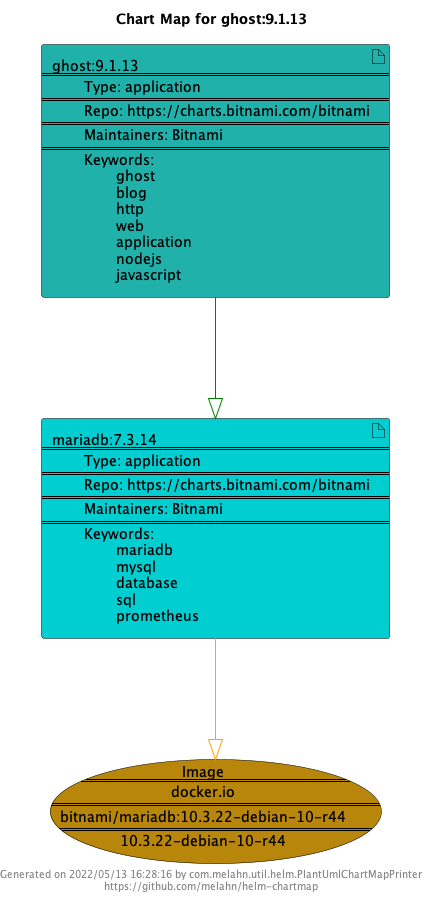 Chart Map for ghost:9.1.13
ghost:9.1.13
Type: application
Repo: https://charts.bitnami.com/bitnami
Maintainers: Bitnami
Keywords:
ghost
blog
http
web
application
nodejs
javascript
mariadb:7.3.14
Type: application
Repo: https://charts.bitnami.com/bitnami
Maintainers: Bitnami
Keywords:
mariadb
mysql
database
sql
prometheus
Image
docker.io
bitnami/mariadb:10.3.22-debian-10-r44
10.3.22-debian-10-r44
Generated on 2022/05/13 16:28:16 by com.melahn.util.helm.PlantUmlChartMapPrinter
https://github.com/melahn/helm-chartmap